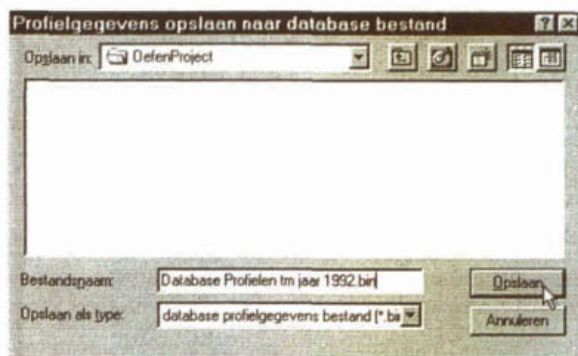 Profielgegevens opslaan naar database bestand
Opslaan in: OefenProject
Bestandsnaam: Database Profielen tm jaar 1992.bin Opslaan
Opslaan als type: database profielgegevens bestand (*.bi Annuleren